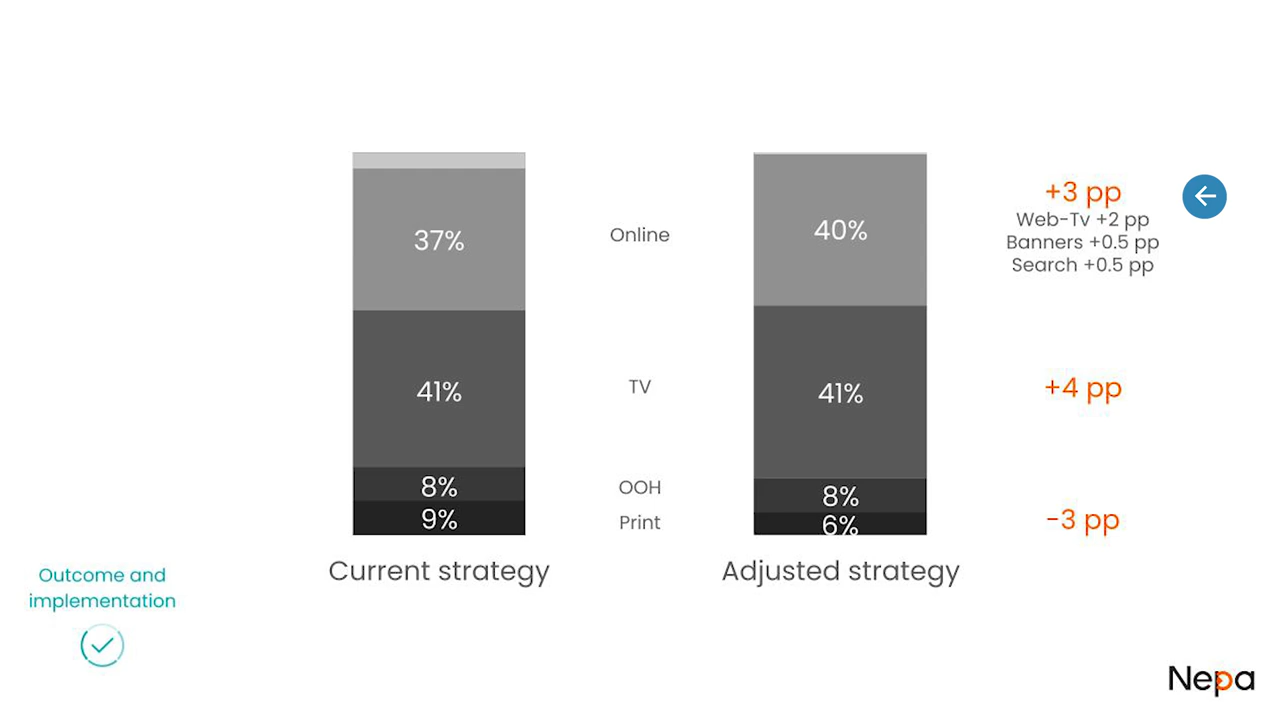 +3 pp
Web-Tv +2 pp
Banners +0.5 pp
Search +0.5 pp
37%
Online
40%
41%
TV
41%
+4 pp
8%
OOH
8%
9%
Print
6%
-3 pp
Current strategy
Adjusted strategy
Outcome and
implementation
Nepa